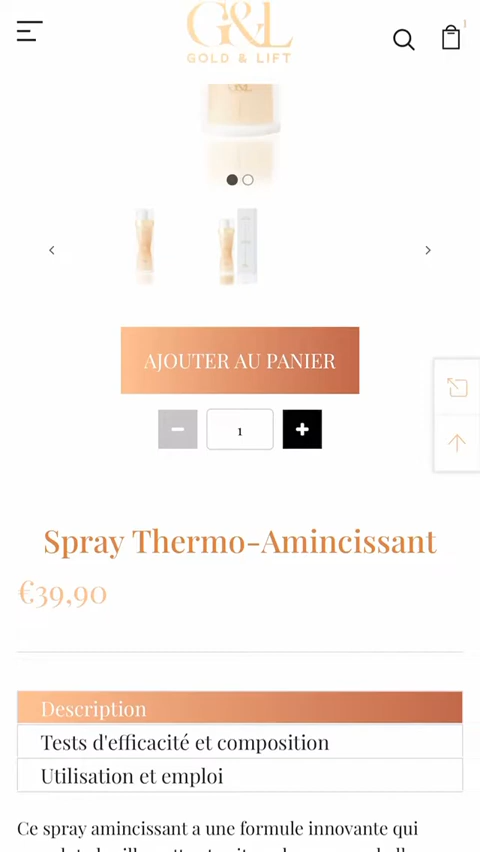 G&L
GOLD & LIFT
G&L
AJOUTER AU PANIER
1
Spray Thermo-Amincissant
€39,90
Description
Tests d'efficacité et composition
Utilisation et emploi
Ce spray amincissant a une formule innovante qui